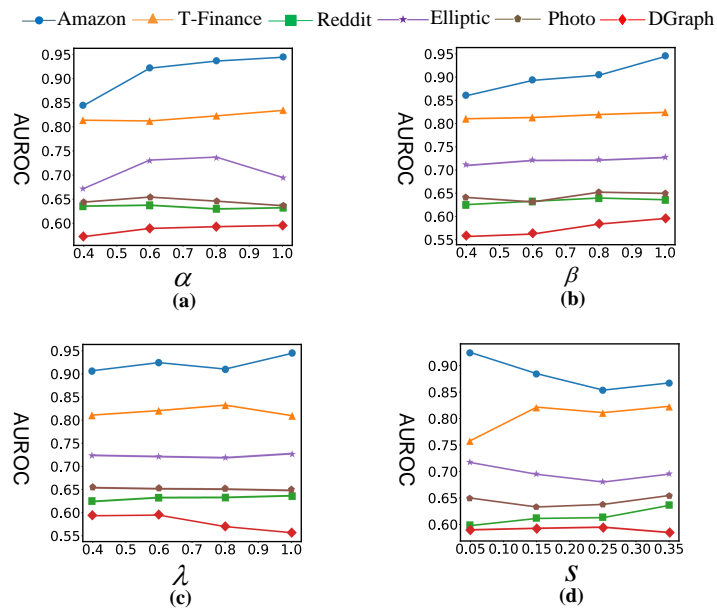 Amazon T-Finance Reddit Elliptic Photo DGraph
(a)
AUROC
0.95
0.90
0.85
0.80
0.75
0.70
0.65
0.60
0.4 0.5 0.6 0.7 0.8 0.9 1.0
α
(b)
AUROC
0.95
0.90
0.85
0.80
0.75
0.70
0.65
0.60
0.55
0.4 0.5 0.6 0.7 0.8 0.9 1.0
β
(c)
AUROC
0.95
0.90
0.85
0.80
0.75
0.70
0.65
0.60
0.55
0.4 0.5 0.6 0.7 0.8 0.9 1.0
λ
(d)
AUROC
0.90
0.85
0.80
0.75
0.70
0.65
0.60
0.05 0.10 0.15 0.20 0.25 0.30 0.35
S